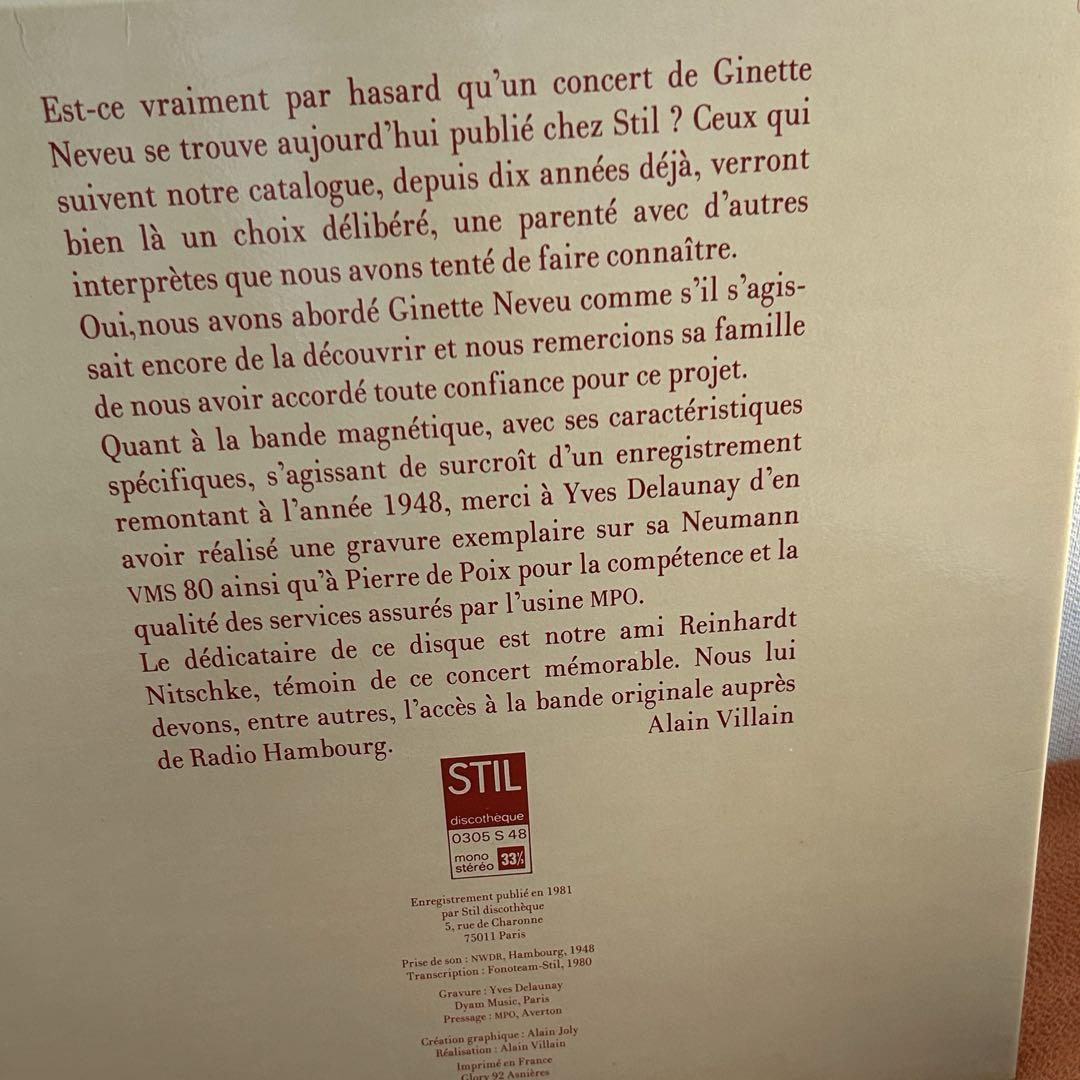 Est-ce vraiment par hasard qu'un concert de Ginette
Neveu se trouve aujourd'hui publié chez Stil ? Ceux qui
suivent notre catalogue, depuis dix années déjà, verront
bien là un choix délibéré, une parenté avec d'autres
interprètes que nous avons tenté de faire connaître.
Oui, nous avons abordé Ginette Neveu comme s'il s'agis-
sait encore de la découvrir et nous remercions sa famille
de nous avoir accordé toute confiance pour ce projet.
Quant à la bande magnétique, avec ses caractéristiques
spécifiques, s'agissant de surcroît d'un enregistrement
remontant à l'année 1948, merci à Yves Delaunay d'en
avoir réalisé une gravure exemplaire sur sa Neumann
VMS 80 ainsi qu'à Pierre de Poix pour la compétence et la
qualité des services assurés par l'usine MPO.
Le dédicataire de ce disque est notre ami Reinhardt
Nitschke, témoin de ce concert mémorable. Nous lui
devons, entre autres, l'accès à la bande originale auprès
de Radio Hambourg.
Alain Villain
STIL
discothèque
0305 S 48
mono
stéréo
33⅓
Enregistrement publié en 1981
par Stil discothèque
5, rue de Charonne
75011 Paris
Prise de son : NWDR, Hambourg, 1948
Transcription : Fonoteam-Stil, 1980
Gravure : Yves Delaunay
Dyam Music, Paris
Pressage : MPO, Averton
Création graphique : Alain Joly
Réalisation : Alain Villain
Imprimé en France
Glory 92 Asnières